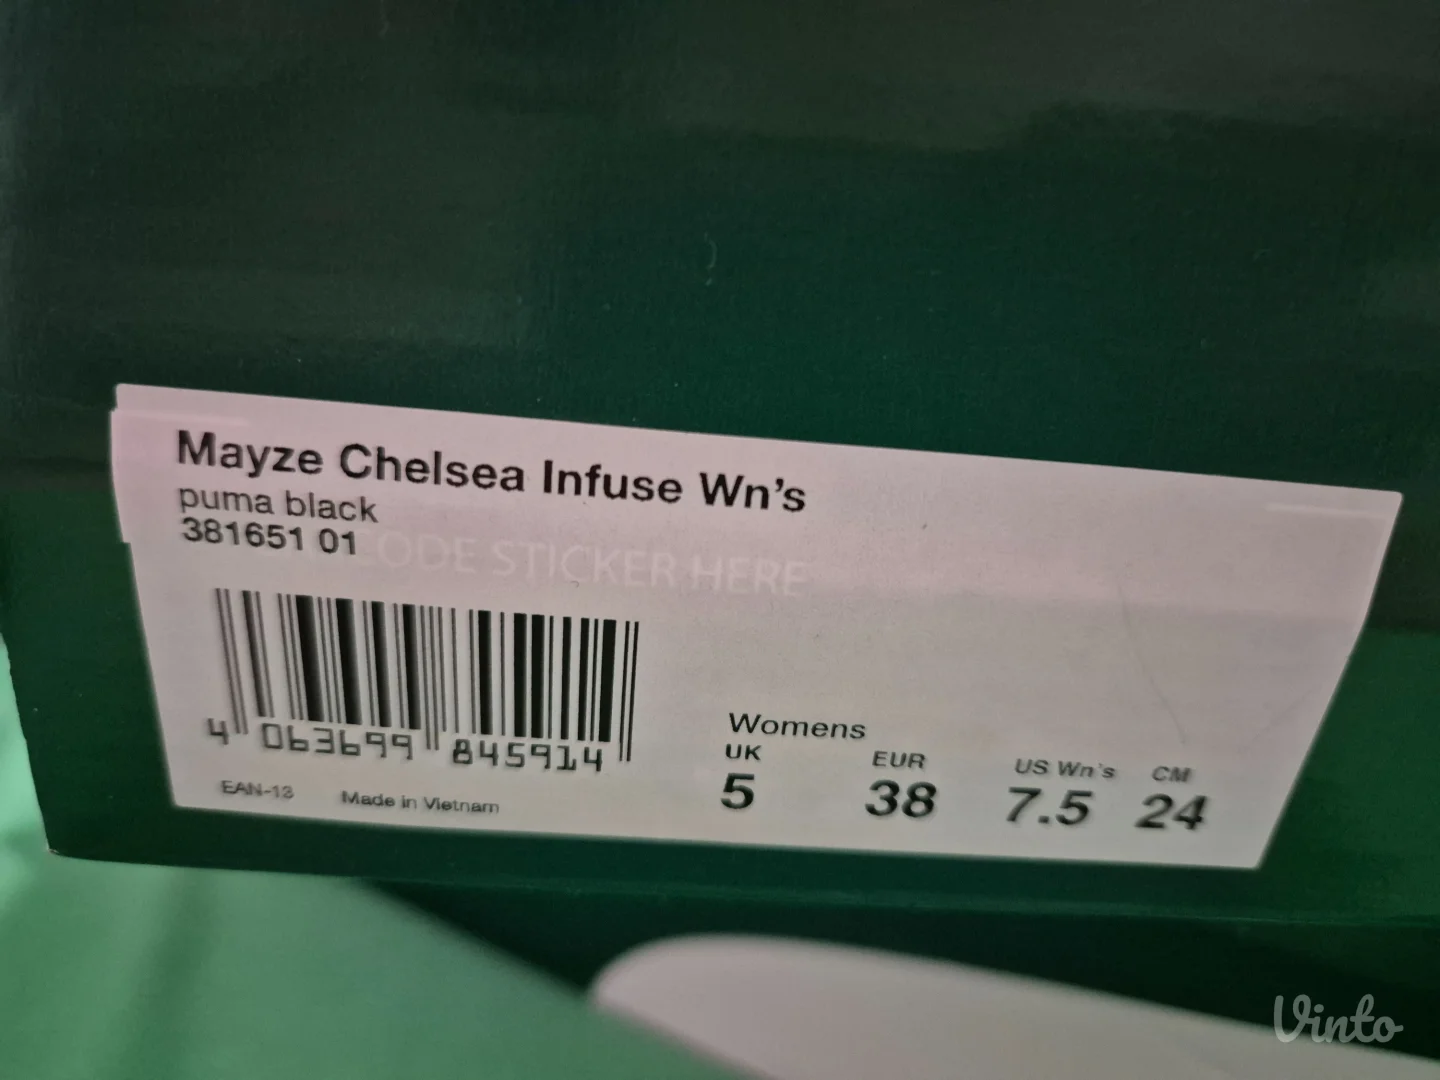 Mayze Chelsea Infuse Wn's
puma black
381651 01
CODE STICKER HERE
4 063699 845914
EAN-13 Made in Vietnam
Womens
UK EUR US Wn's CM
5 38 7.5 24
Vinto